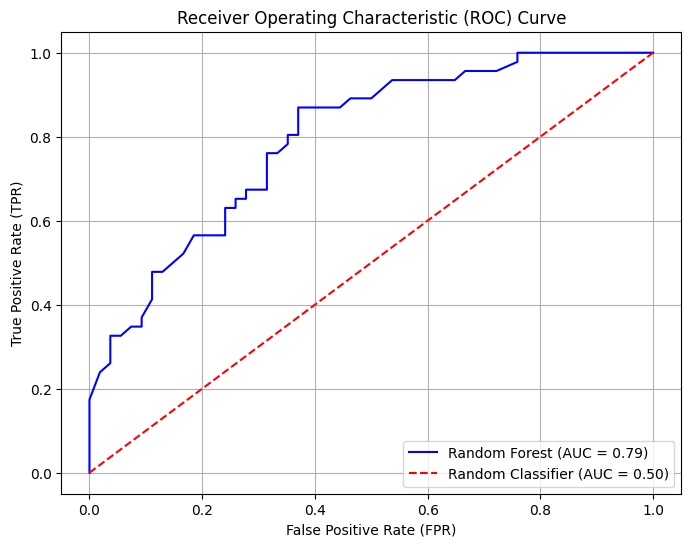 Receiver Operating Characteristic (ROC) Curve
1.0
0.8
0.6
0.4
0.2
0.0
True Positive Rate (TPR)
Random Forest (AUC = 0.79)
Random Classifier (AUC = 0.50)
0.0 0.2 0.4 0.6 0.8 1.0
False Positive Rate (FPR)